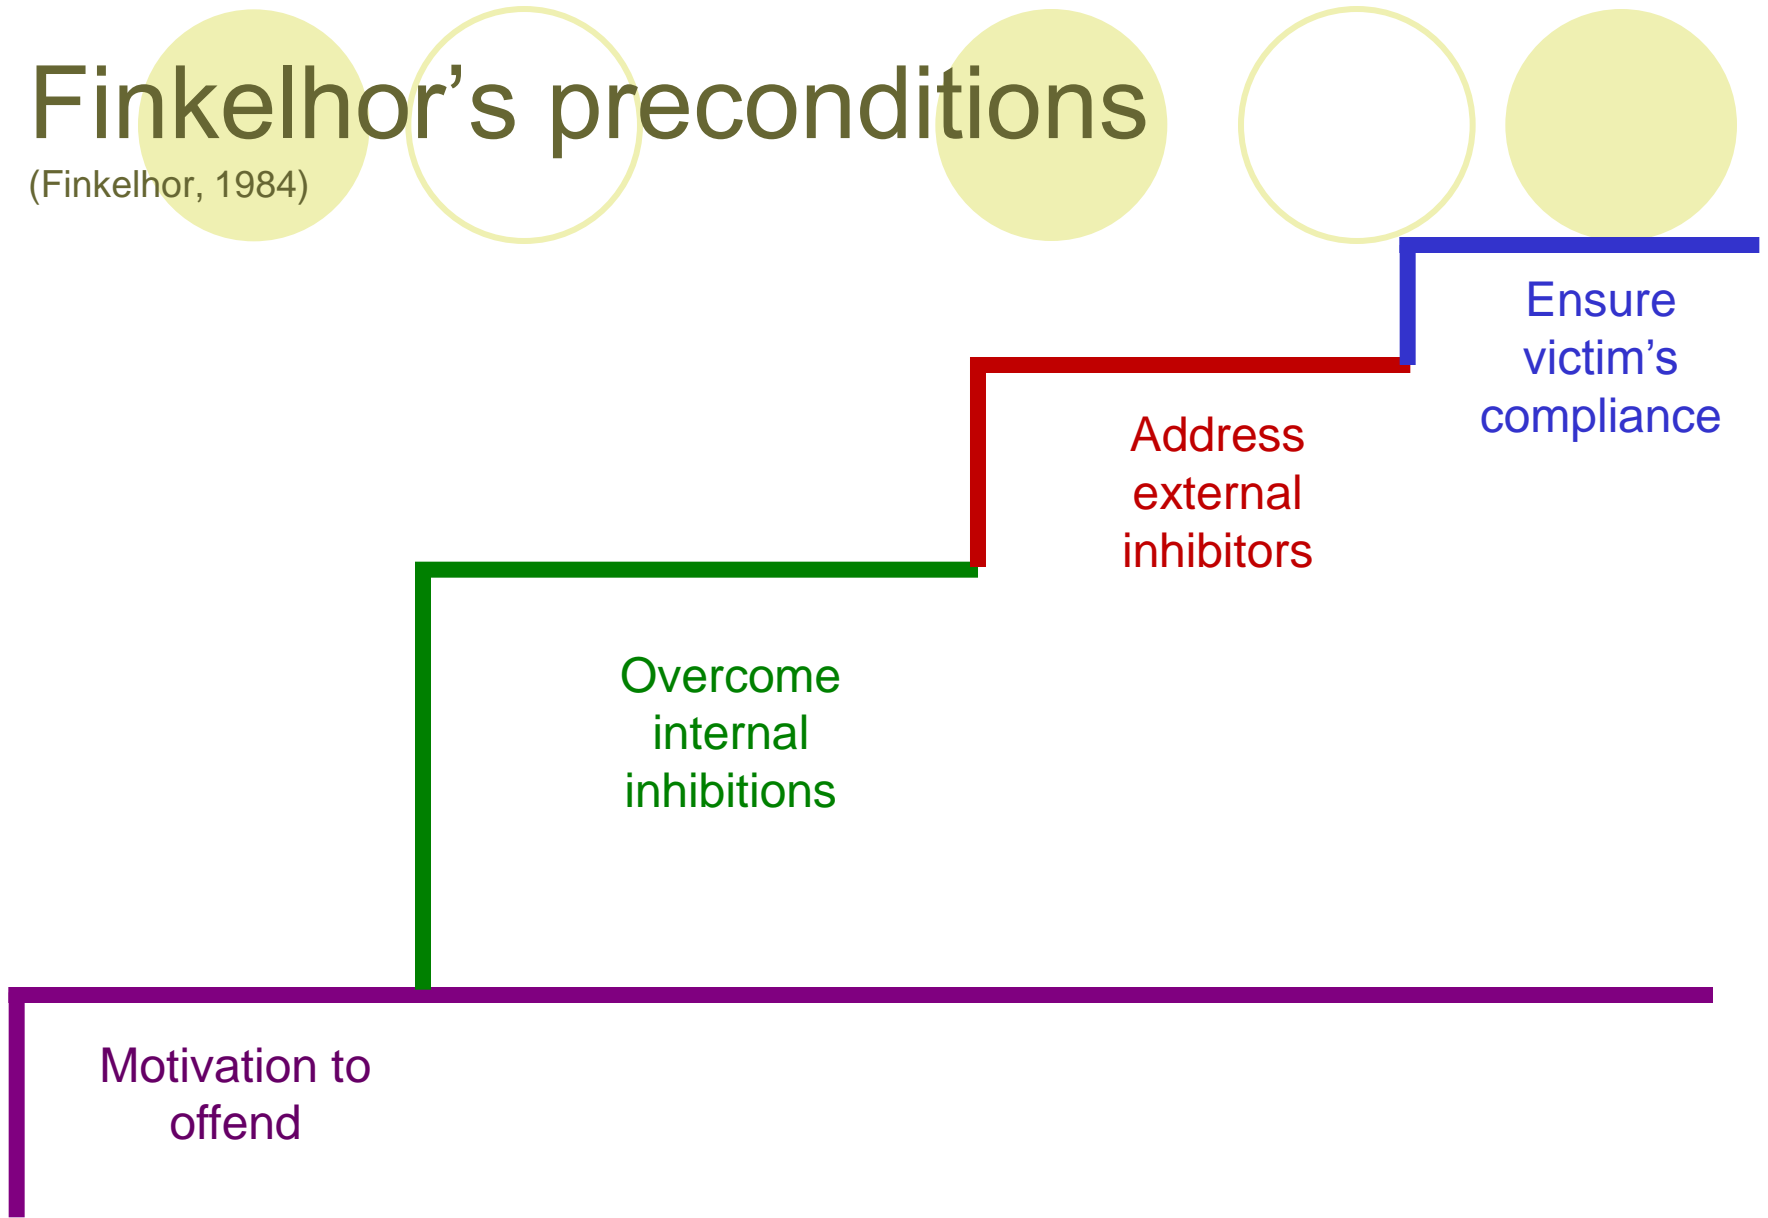 Finkelhor’s preconditions
(Finkelhor, 1984)
Ensure
victim’s
compliance
Address
external
inhibitors
Overcome
internal
inhibitions
Motivation to
offend